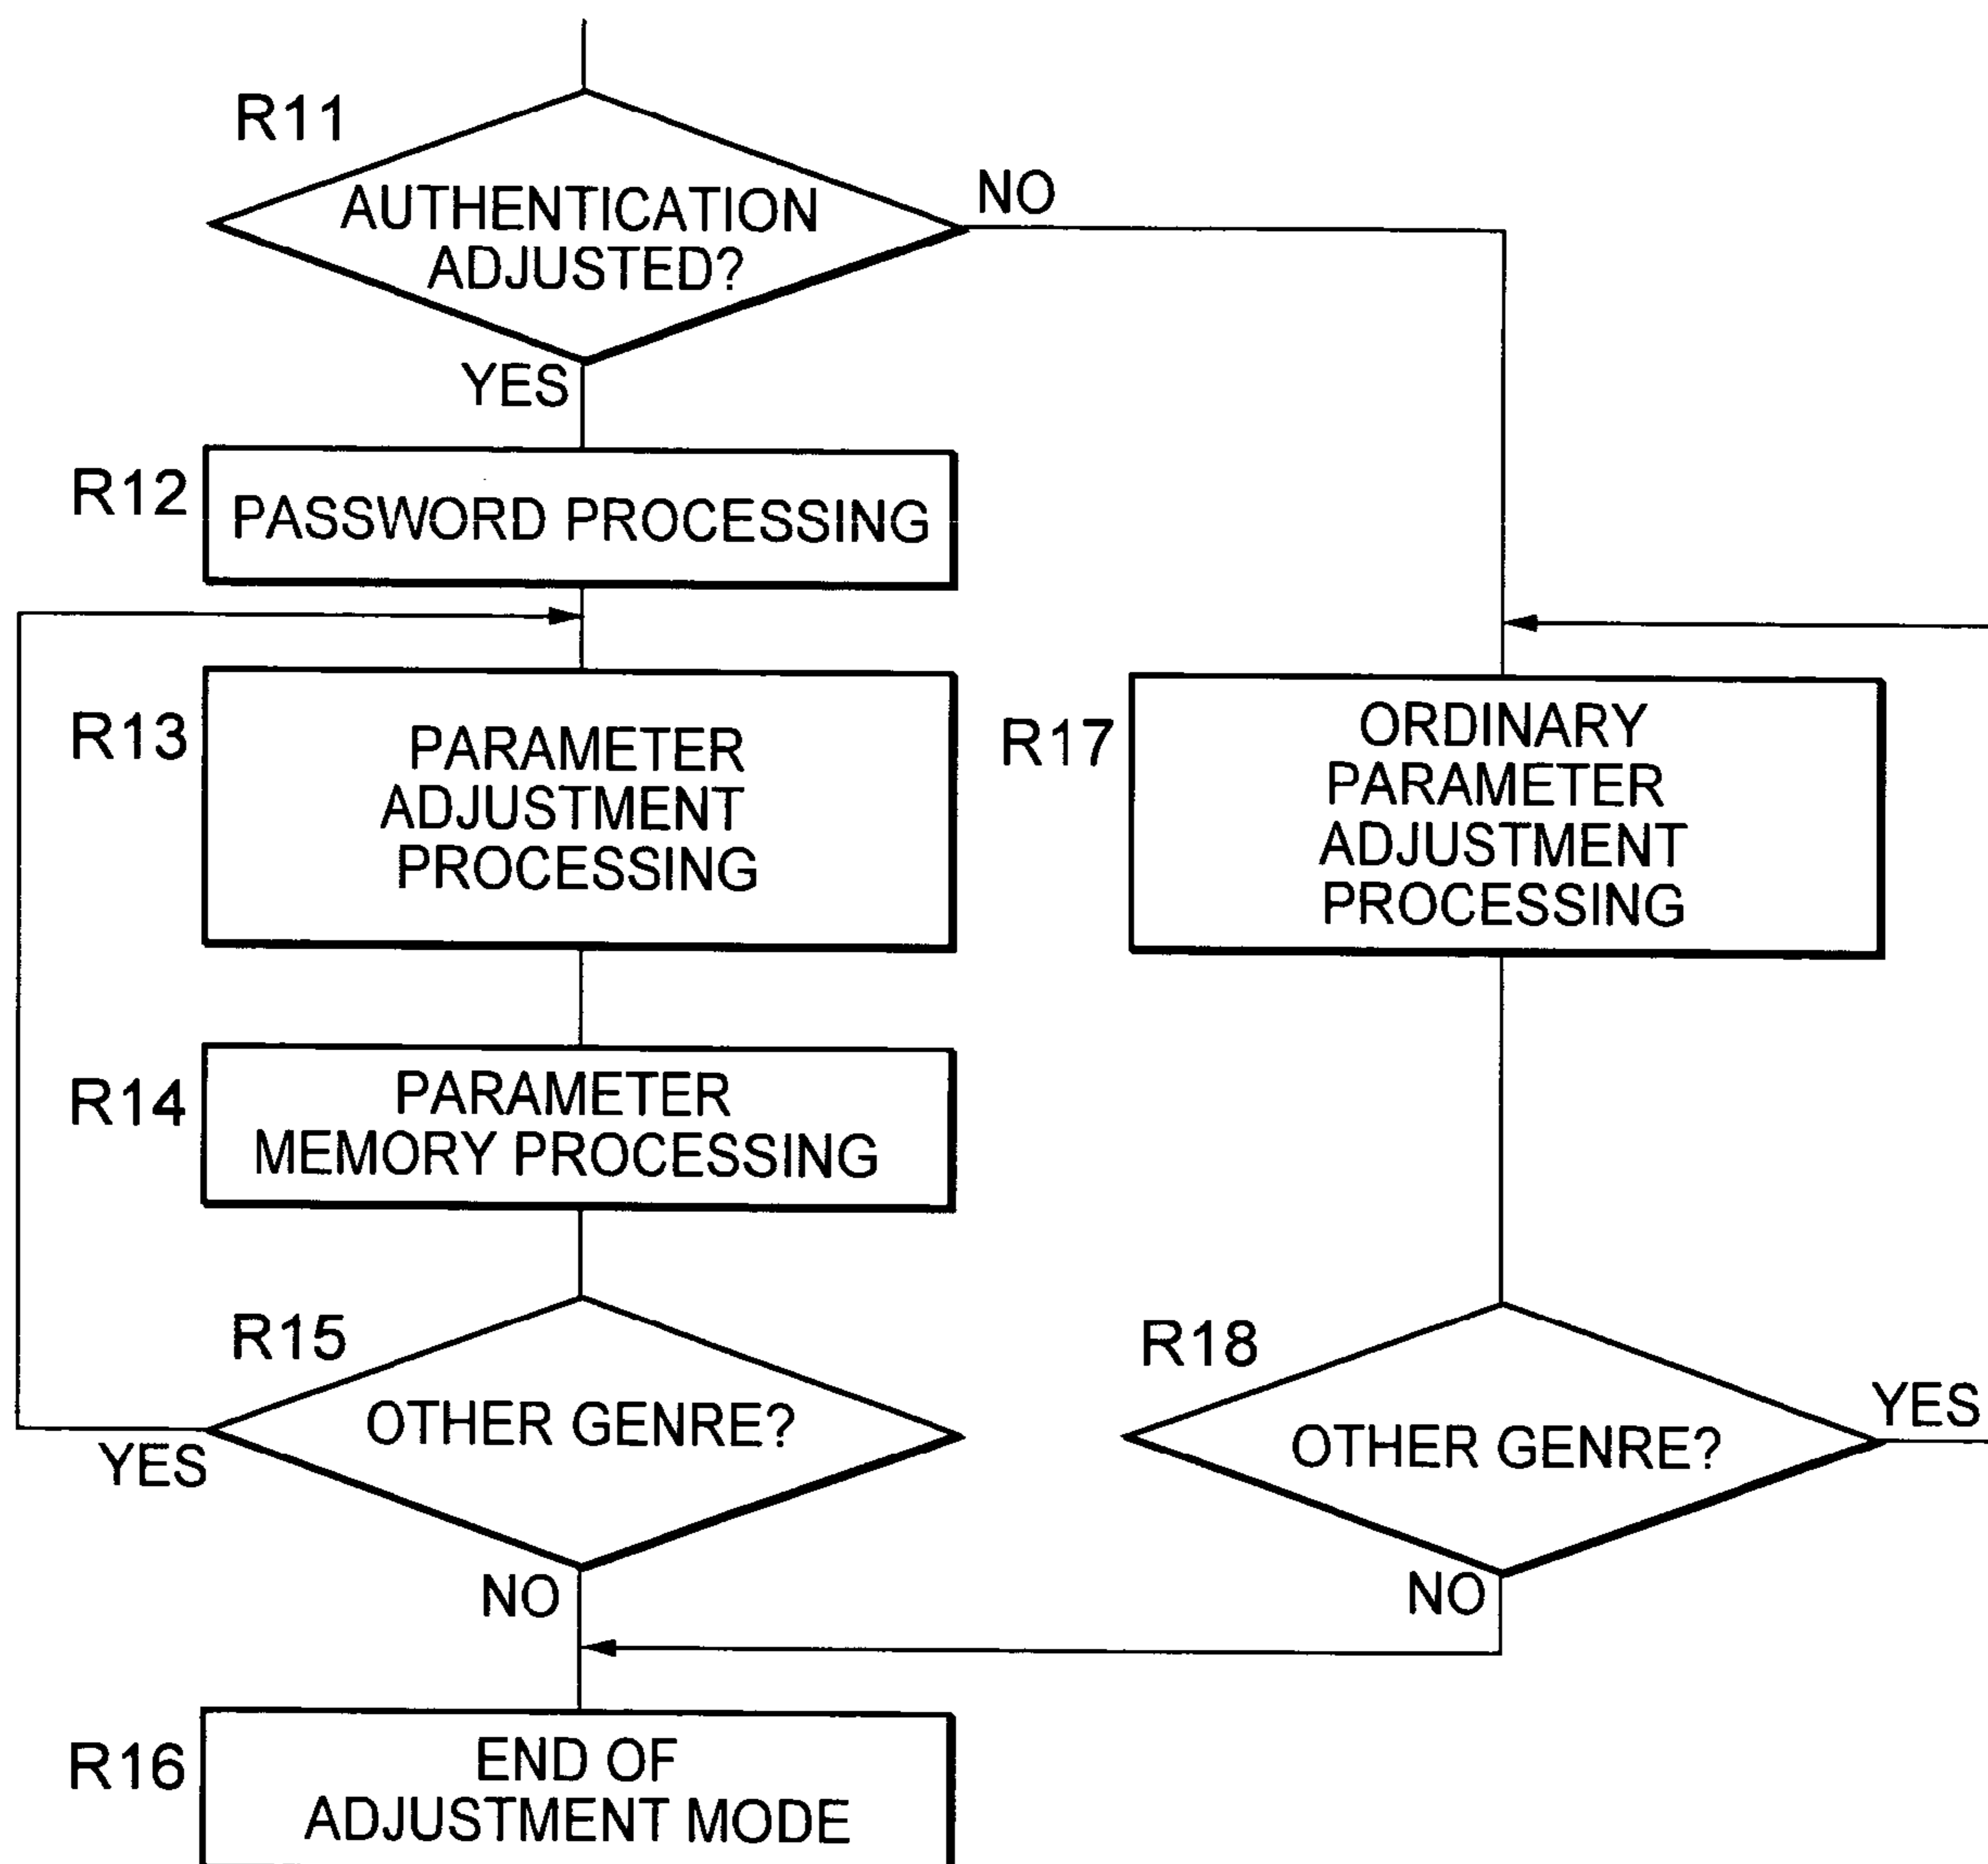 R11
AUTHENTICATION
ADJUSTED?
NO
YES
R12
PASSWORD PROCESSING
R13
PARAMETER
ADJUSTMENT
PROCESSING
R17
ORDINARY
PARAMETER
ADJUSTMENT
PROCESSING
R14
PARAMETER
MEMORY PROCESSING
R15
OTHER GENRE?
YES
NO
R18
OTHER GENRE?
YES
NO
R16
END OF
ADJUSTMENT MODE